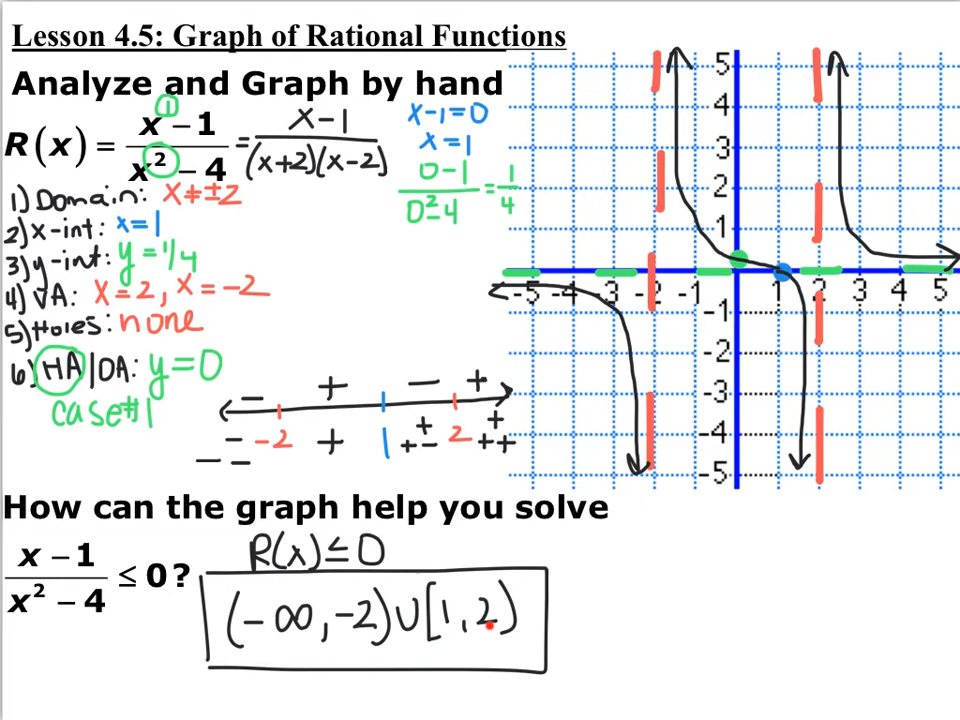 Lesson 4.5: Graph of Rational Functions
Analyze and Graph by hand
R(x) = (x^① − 1)/(x² − 4) = (x−1)/((x+2)(x−2))
x−1=0
x=1
(0−1)/(0²−4) = 1/4
1) Domain: x≠±2
2) x-int: x=1
3) y-int: y=1/4
4) VA: x=2, x=−2
5) Holes: none
6) HA|OA: y=0
case#1
− + − +
−2 1 2
− + + +
− − + − + +
5
4
3
2
1
-5 -4 -3 -2 -1 1 2 3 4 5
-1
-2
-3
-4
-5
How can the graph help you solve
(x − 1)/(x² − 4) ≤ 0?
R(x) ≤ 0
(−∞, −2) ∪ [1, 2)